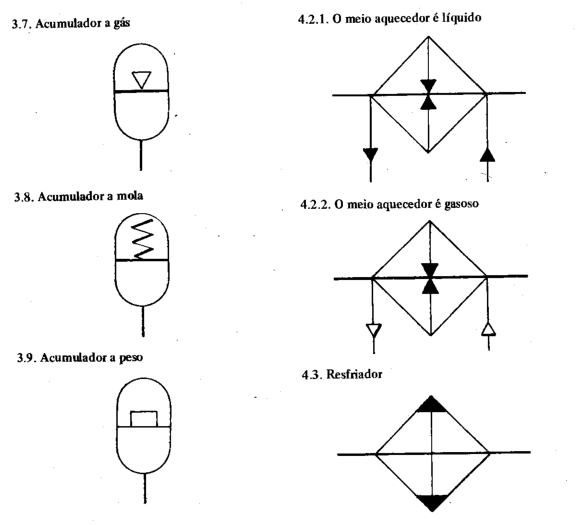 3.7. Acumulador a gás
3.8. Acumulador a mola
3.9. Acumulador a peso
4.2.1. O meio aquecedor é líquido
4.2.2. O meio aquecedor é gasoso
4.3. Resfriador